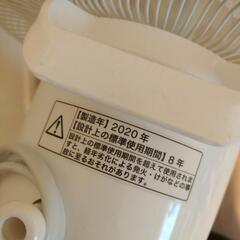 【製造年】2020年
【設計上の標準使用期間】8年
設計上の標準使用期間を超えて使用されますと、経年劣化による発火・けがなどの事故に至るおそれがあります。